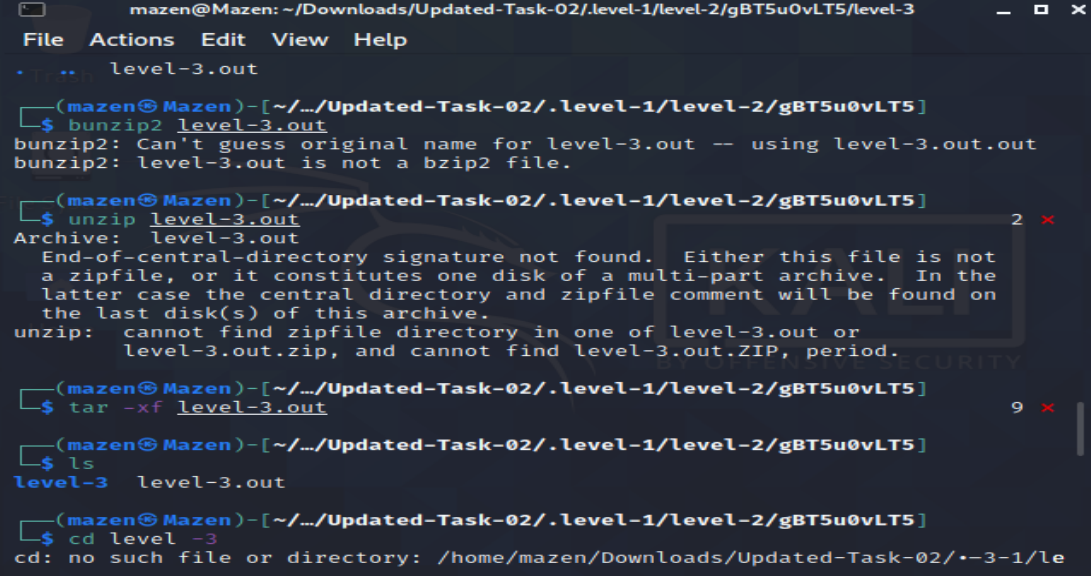 mazen@Mazen: ~/Downloads/Updated-Task-02/.level-1/level-2/gBT5u0vLT5/level-3
File Actions Edit View Help
. .. level-3.out
┌──(mazen㉿Mazen)-[~/…/Updated-Task-02/.level-1/level-2/gBT5u0vLT5]
└─$ bunzip2 level-3.out
bunzip2: Can't guess original name for level-3.out -- using level-3.out.out
bunzip2: level-3.out is not a bzip2 file.
┌──(mazen㉿Mazen)-[~/…/Updated-Task-02/.level-1/level-2/gBT5u0vLT5]
└─$ unzip level-3.out 2 ⨯
Archive:  level-3.out
  End-of-central-directory signature not found.  Either this file is not
  a zipfile, or it constitutes one disk of a multi-part archive.  In the
  latter case the central directory and zipfile comment will be found on
  the last disk(s) of this archive.
unzip:  cannot find zipfile directory in one of level-3.out or
        level-3.out.zip, and cannot find level-3.out.ZIP, period.
KALI
BY OFFENSIVE SECURITY
┌──(mazen㉿Mazen)-[~/…/Updated-Task-02/.level-1/level-2/gBT5u0vLT5]
└─$ tar -xf level-3.out 9 ⨯
┌──(mazen㉿Mazen)-[~/…/Updated-Task-02/.level-1/level-2/gBT5u0vLT5]
└─$ ls
level-3  level-3.out
┌──(mazen㉿Mazen)-[~/…/Updated-Task-02/.level-1/level-2/gBT5u0vLT5]
└─$ cd level -3
cd: no such file or directory: /home/mazen/Downloads/Updated-Task-02/•-3-1/le